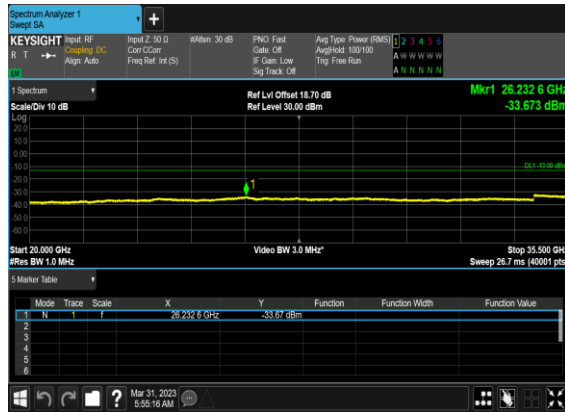 Spectrum Analyzer 1
Swept SA
+
KEYSIGHT Input: RF Input Z: 50 Ω #Atten: 30 dB PNO: Fast Avg Type: Power (RMS) 1 2 3 4 5 6
R T Coupling: DC Corr CCorr Gate: Off Avg|Hold: 100/100 A W W W W W
Align: Auto Freq Ref: Int (S) IF Gain: Low Trig: Free Run
LU Sig Track: Off A N N N N N
1 Spectrum Ref Lvl Offset 18.70 dB Mkr1 26.232 6 GHz
Scale/Div 10 dB Ref Level 30.00 dBm -33.673 dBm
Log
20.0
10.0
0.00
-10.0 DL1 -13.00 dBm
-20.0 1
-30.0
-40.0
-50.0
-60.0
Start 20.000 GHz Video BW 3.0 MHz* Stop 35.500 GHz
#Res BW 1.0 MHz Sweep 26.7 ms (40001 pts)
5 Marker Table
Mode Trace Scale X Y Function Function Width Function Value
1 N 1 f 26.232 6 GHz -33.67 dBm
2
3
4
5
6
? Mar 31, 2023
5:55:16 AM